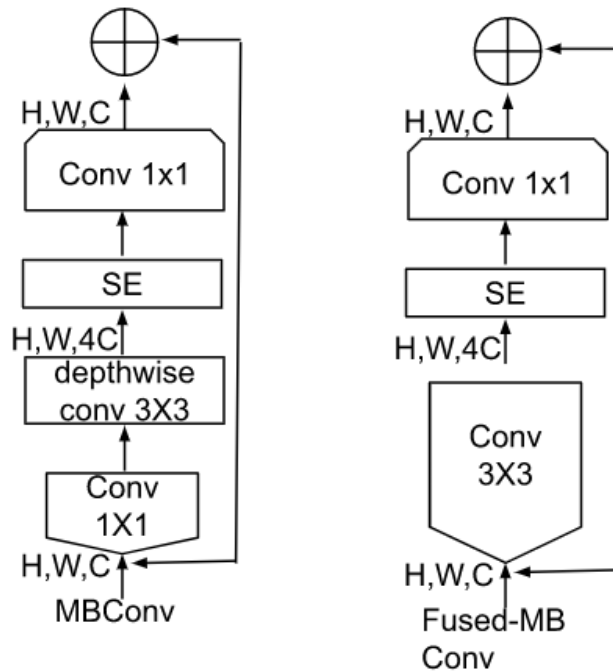 H,W,C
Conv 1x1
SE
H,W,4C
depthwise
conv 3X3
Conv
1X1
H,W,C
MBConv
H,W,C
Conv 1x1
SE
H,W,4C
Conv
3X3
H,W,C
Fused-MB
Conv